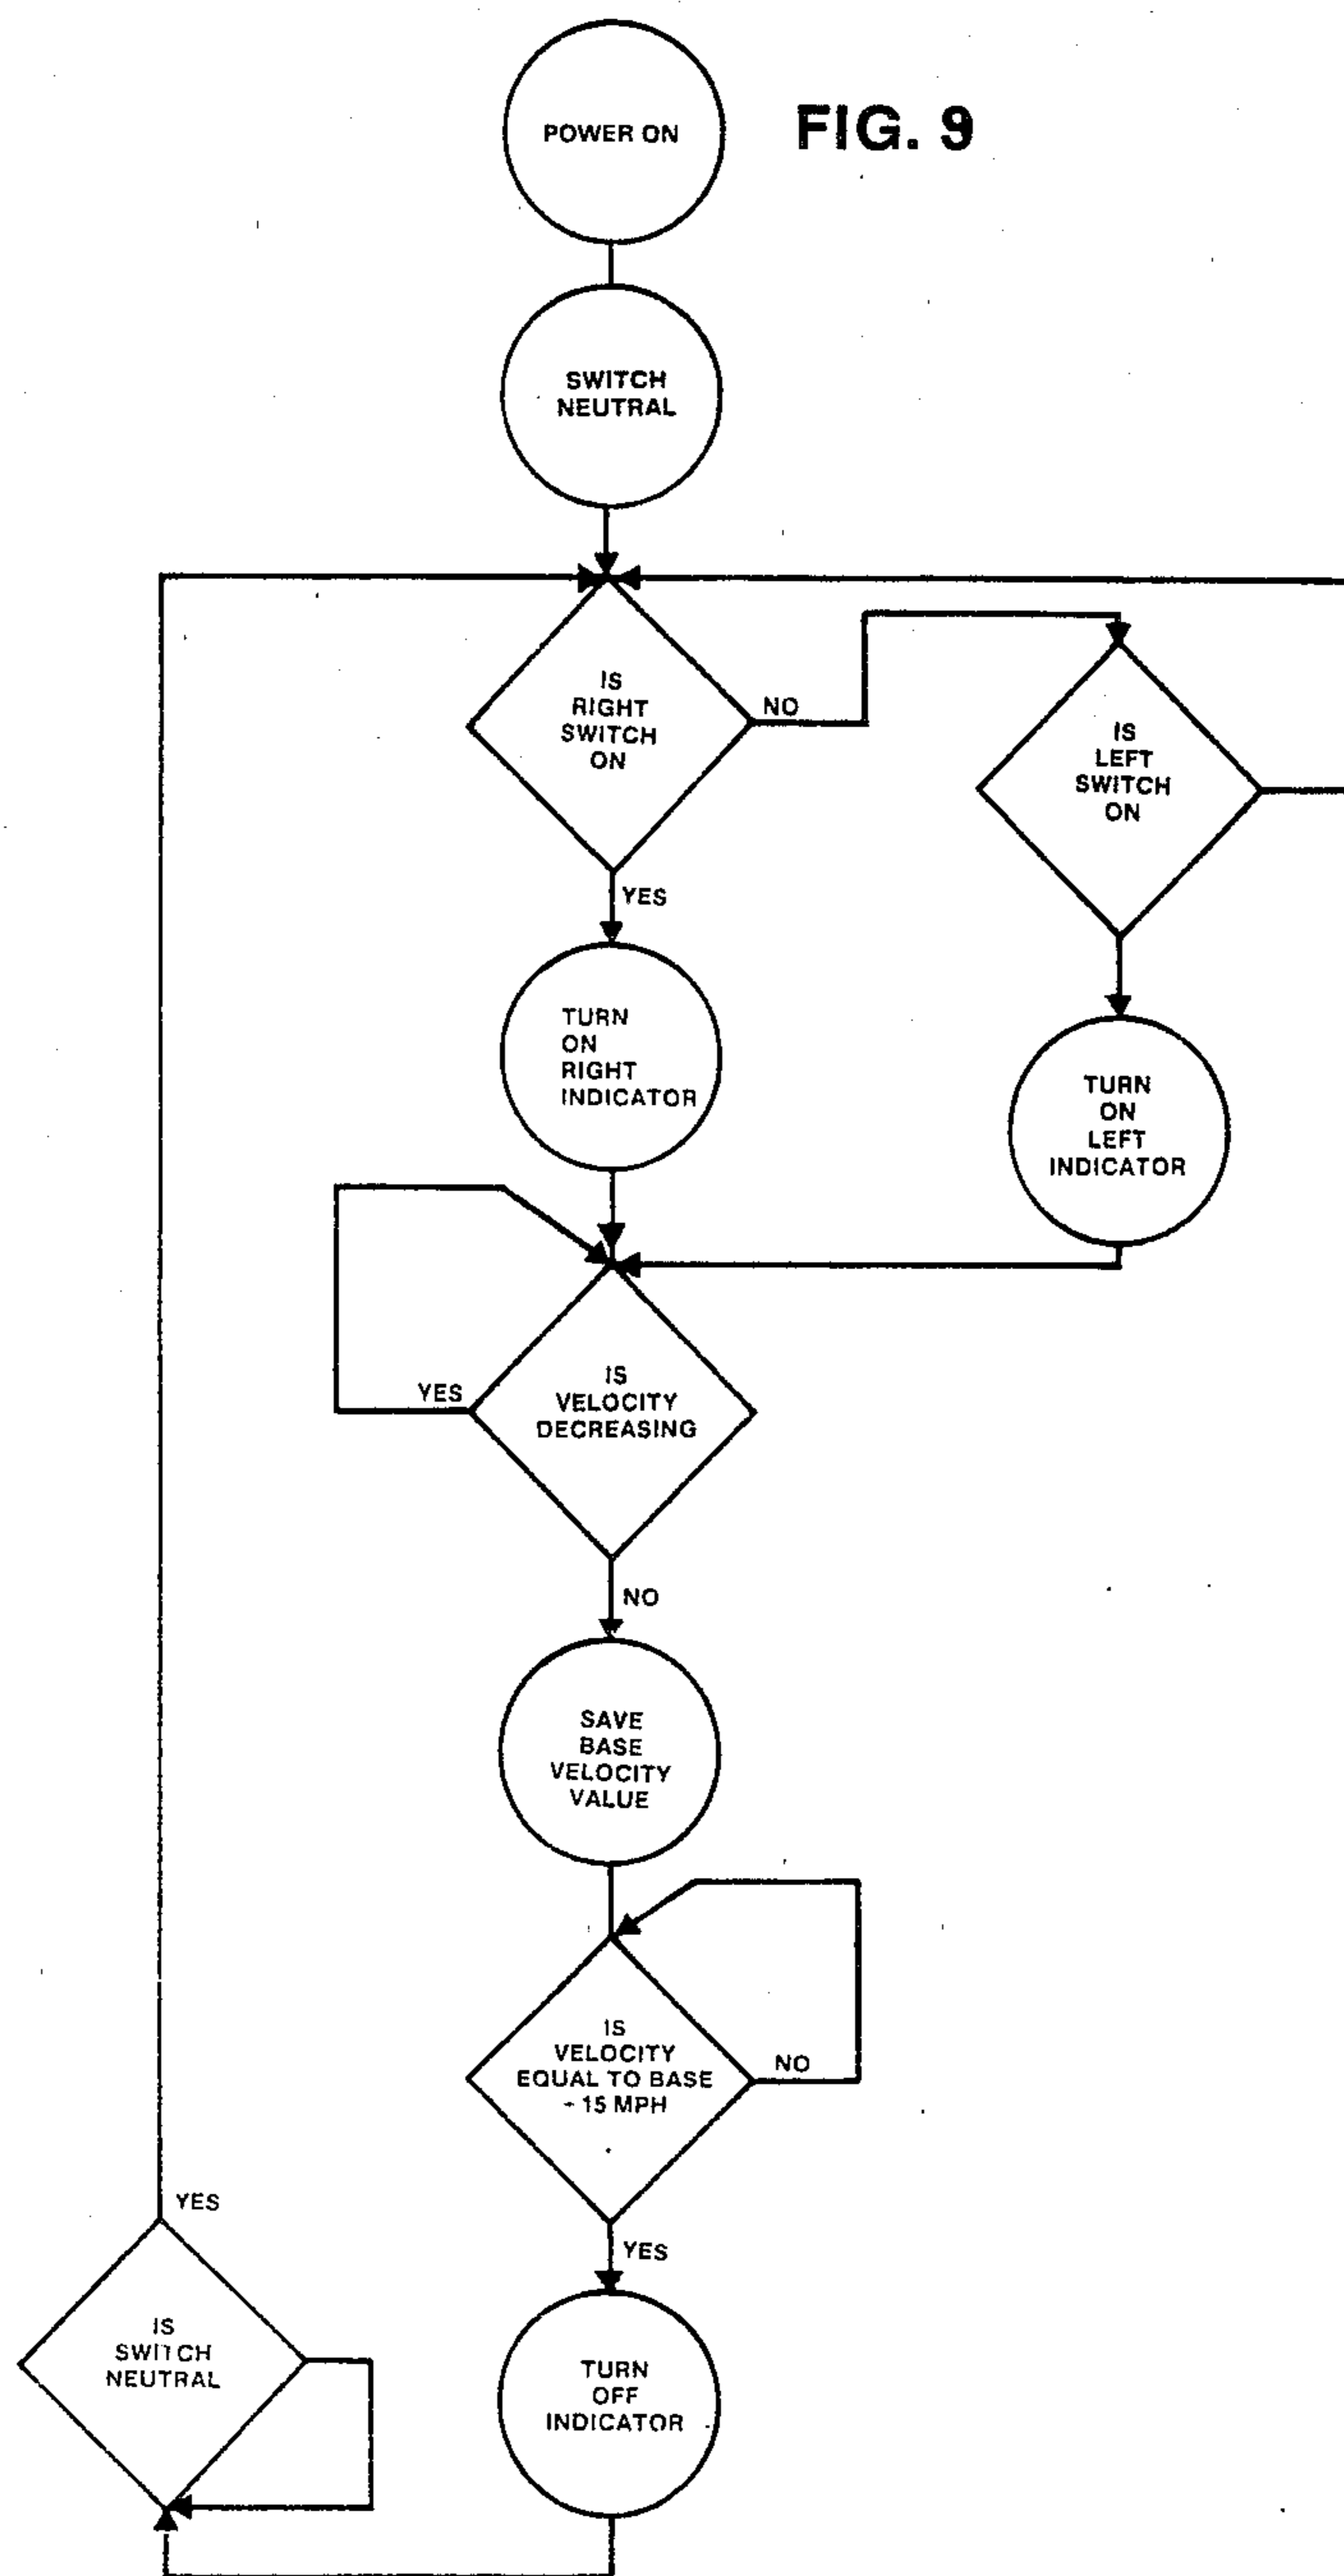 POWER ON
FIG. 9
SWITCH
NEUTRAL
IS
RIGHT
SWITCH
ON
NO
IS
LEFT
SWITCH
ON
YES
TURN
ON
RIGHT
INDICATOR
TURN
ON
LEFT
INDICATOR
IS
VELOCITY
DECREASING
YES
NO
SAVE
BASE
VELOCITY
VALUE
IS
VELOCITY
EQUAL TO BASE
+ 15 MPH
NO
YES
YES
IS
SWITCH
NEUTRAL
TURN
OFF
INDICATOR